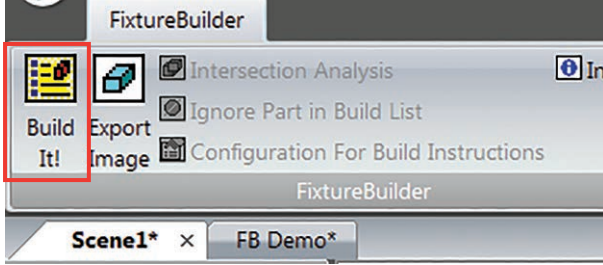 FixtureBuilder
Build It!
Export Image
Intersection Analysis
Ignore Part in Build List
Configuration For Build Instructions
In
FixtureBuilder
Scene1* ×
FB Demo*